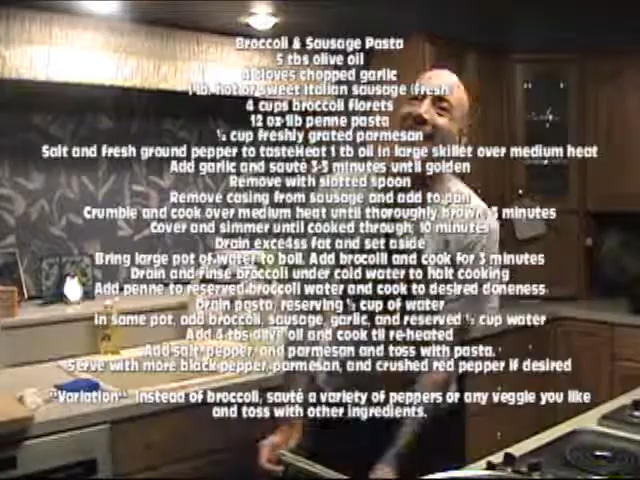 Broccoli & Sausage Pasta
5 tbs olive oil
4 cloves chopped garlic
1 lb. hot or sweet Italian sausage (fresh
4 cups broccoli florets
12 oz-1lb penne pasta
½ cup freshly grated parmesan
Salt and fresh ground pepper to tasteHeat 1 tb oil in large skillet over medium heat
Add garlic and sauté 3-5 minutes until golden
Remove with slotted spoon
Remove casing from sausage and add to pan
Crumble and cook over medium heat until thoroughly brown, 5 minutes
Cover and simmer until cooked through, 10 minutes
Drain exce4ss fat and set aside
Bring large pot of water to boil. Add brocolli and cook for 3 minutes
Drain and rinse broccoli under cold water to halt cooking
Add penne to reserved broccoli water and cook to desired doneness
Drain pasta, reserving ½ cup of water
In same pot, add broccoli, sausage, garlic, and reserved ½ cup water
Add 4 tbs olive oil and cook til re-heated
Add salt, pepper, and parmesan and toss with pasta.
Serve with more black pepper, parmesan, and crushed red pepper if desired
"Variation" Instead of broccoli, sauté a variety of peppers or any veggie you like
and toss with other ingredients.